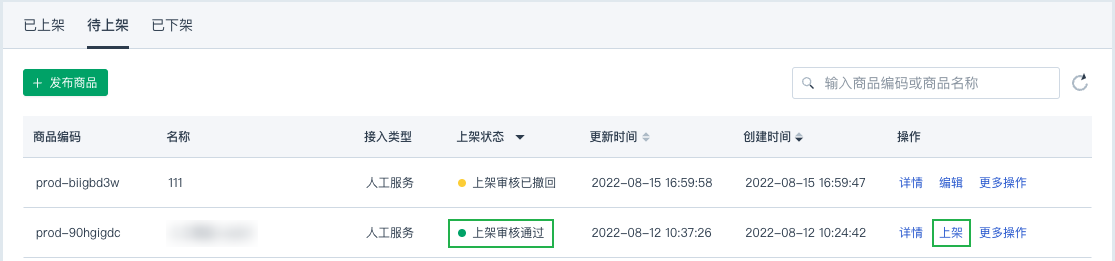 已上架 待上架 已下架
+ 发布商品 输入商品编码或商品名称
商品编码 名称 接入类型 上架状态 更新时间 创建时间 操作
prod-biigbd3w 111 人工服务 上架审核已撤回 2022-08-15 16:59:58 2022-08-15 16:59:47 详情 编辑 更多操作
prod-90hgigdc 人工服务 上架审核通过 2022-08-12 10:37:26 2022-08-12 10:24:42 详情 上架 更多操作